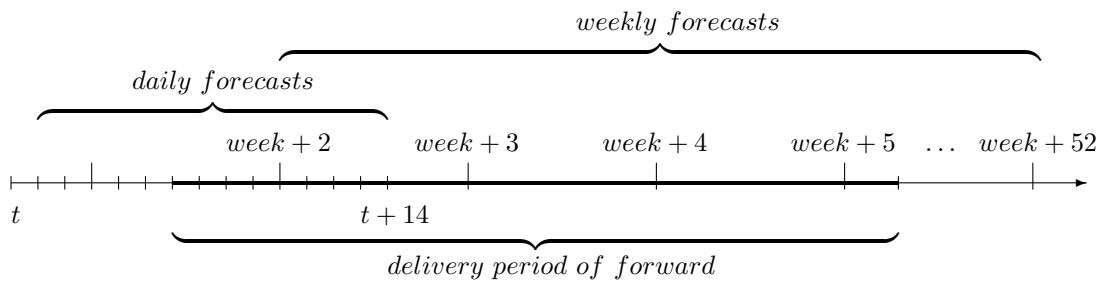 weekly forecasts
daily forecasts
week + 2 week + 3 week + 4 week + 5 ... week + 52
t t + 14
delivery period of forward